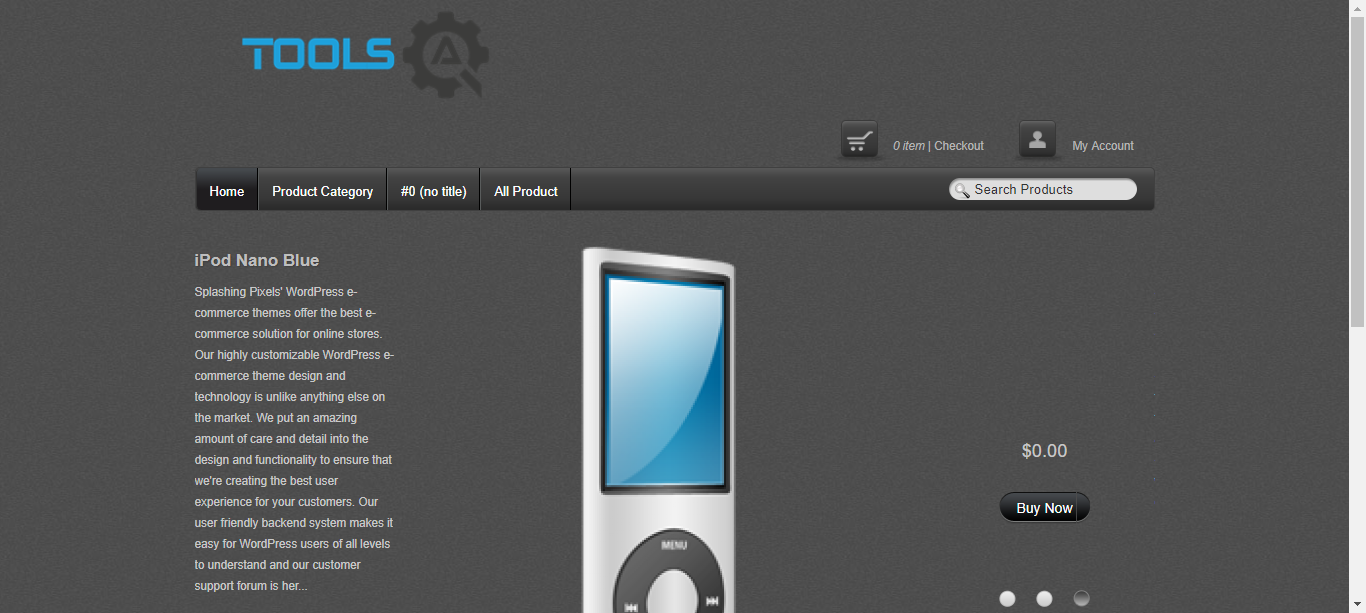 TOOLS
0 item | Checkout
My Account
Home
Product Category
#0 (no title)
All Product
Search Products
iPod Nano Blue
Splashing Pixels' WordPress e-
commerce themes offer the best e-
commerce solution for online stores.
Our highly customizable WordPress e-
commerce theme design and
technology is unlike anything else on
the market. We put an amazing
amount of care and detail into the
design and functionality to ensure that
we're creating the best user
experience for your customers. Our
user friendly backend system makes it
easy for WordPress users of all levels
to understand and our customer
support forum is her...
MENU
$0.00
Buy Now